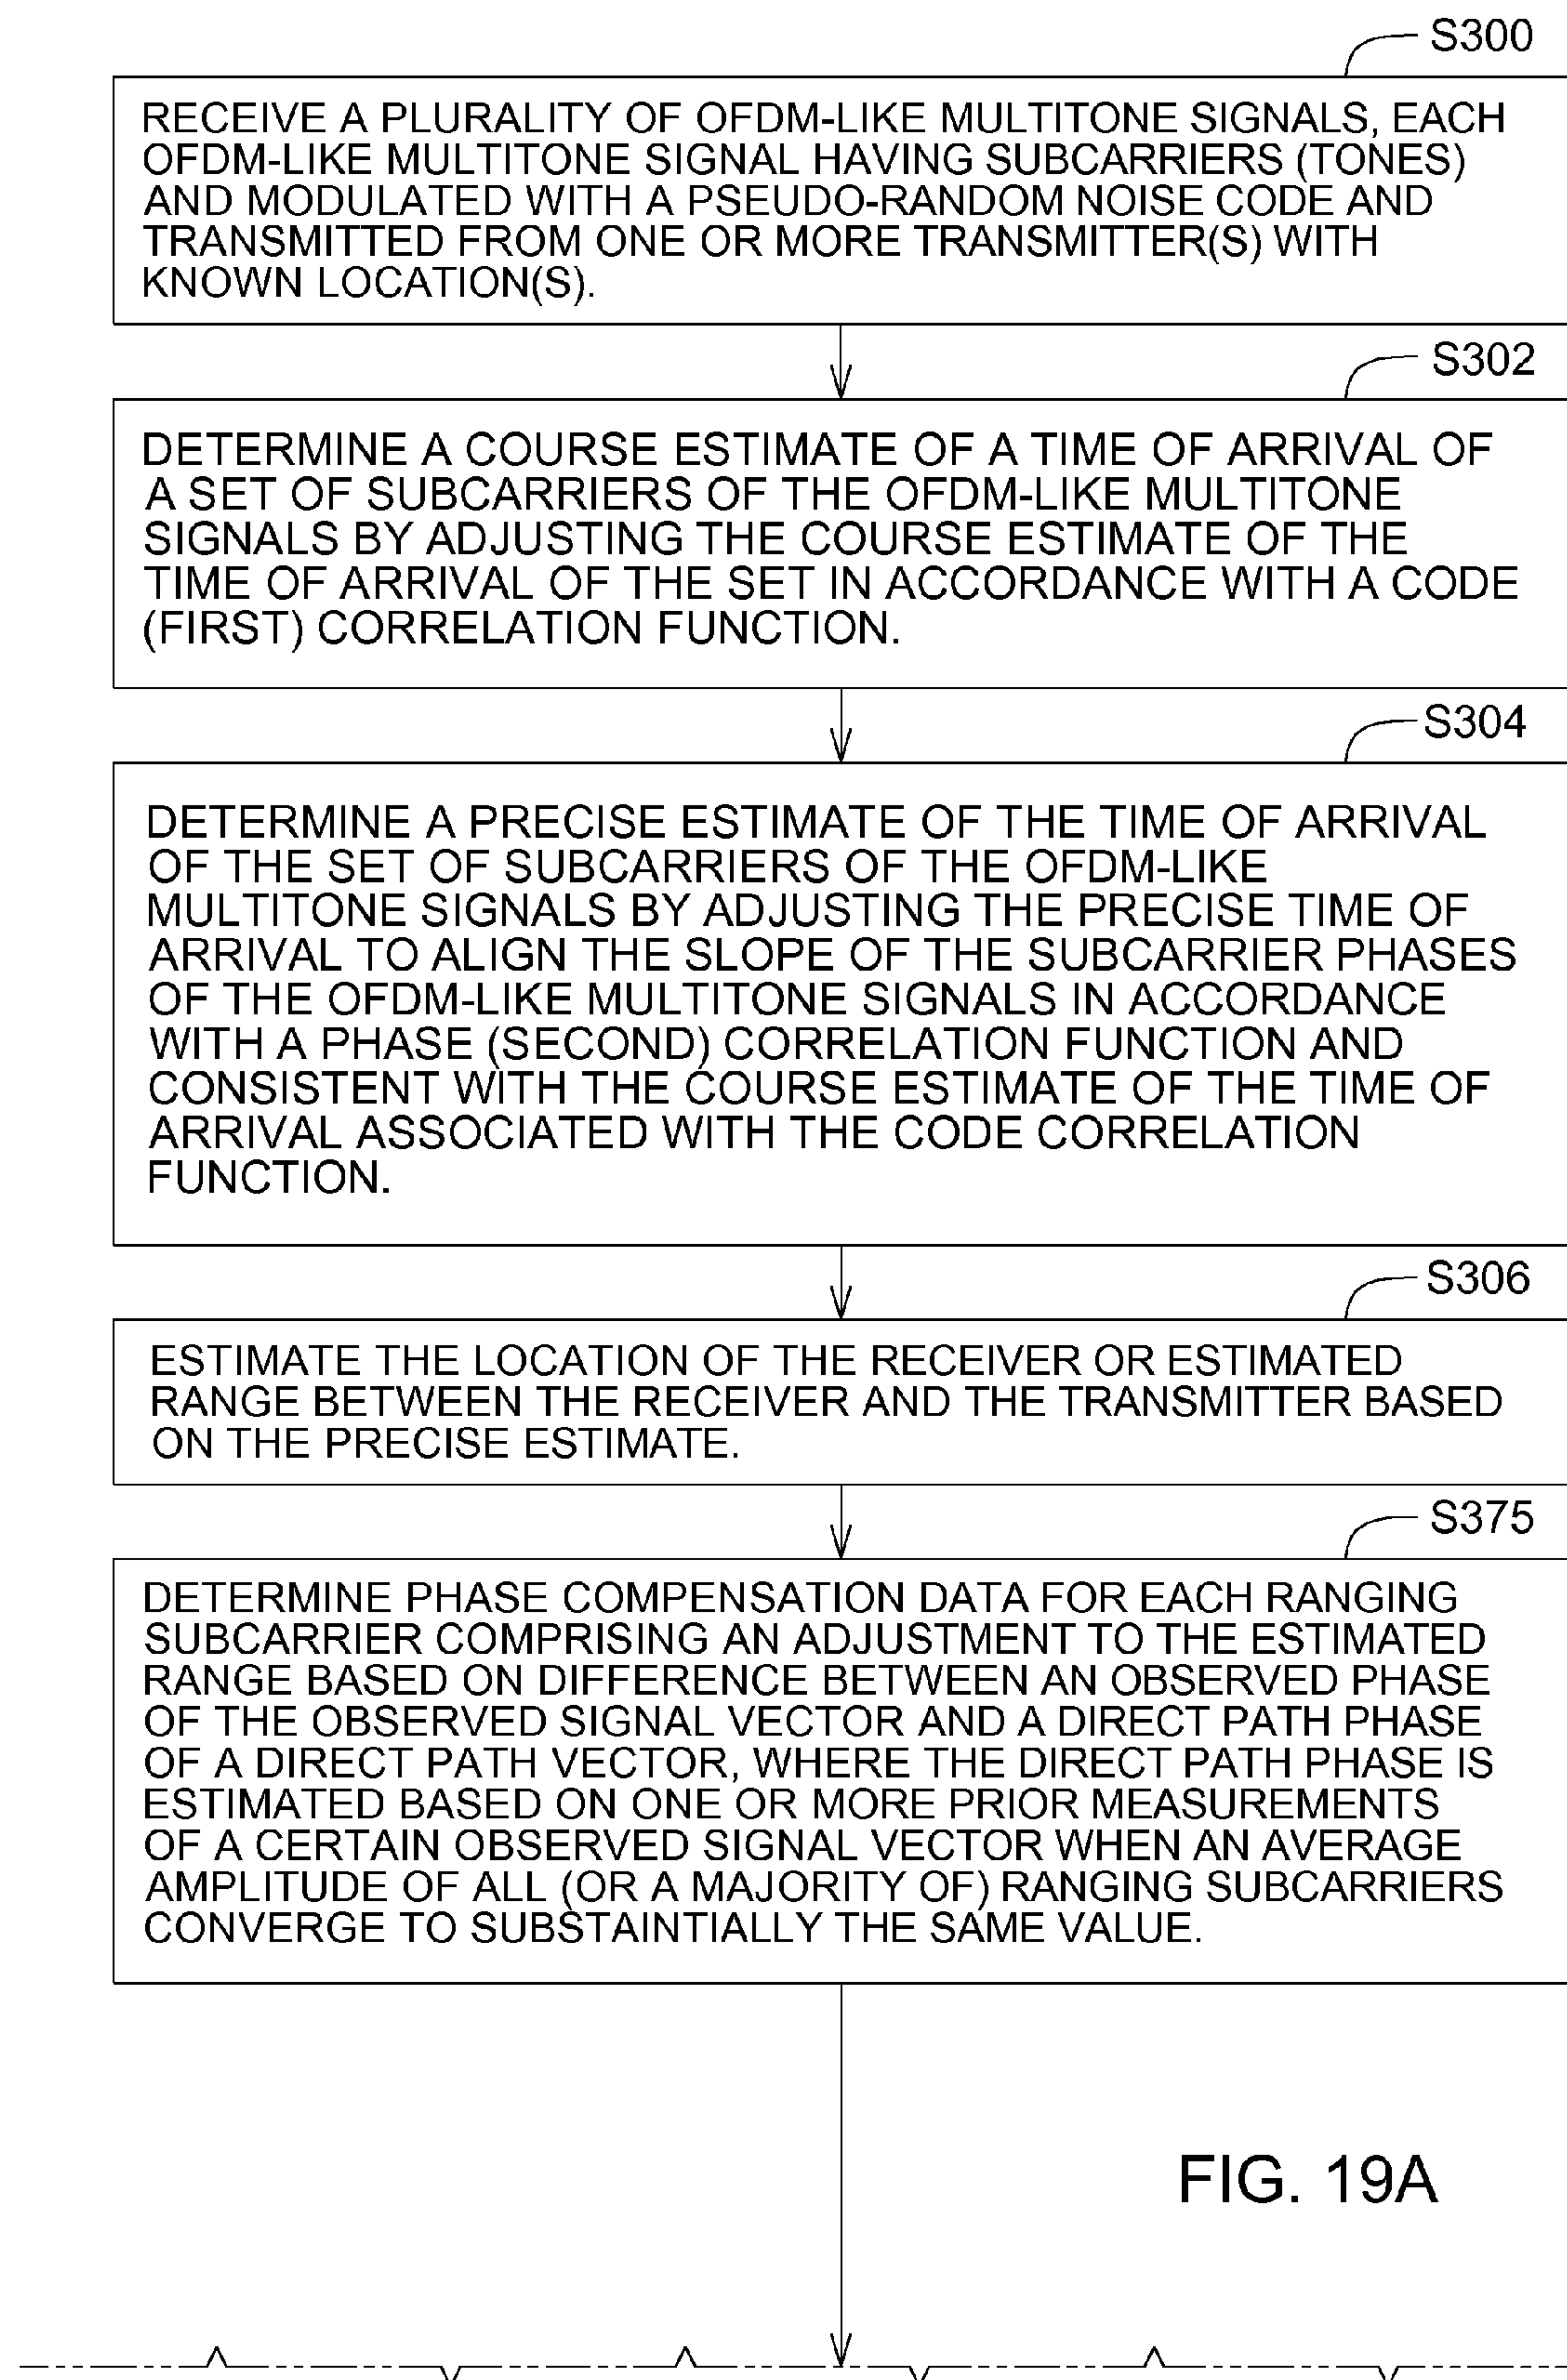 S300
RECEIVE A PLURALITY OF OFDM-LIKE MULTITONE SIGNALS, EACH
OFDM-LIKE MULTITONE SIGNAL HAVING SUBCARRIERS (TONES)
AND MODULATED WITH A PSEUDO-RANDOM NOISE CODE AND
TRANSMITTED FROM ONE OR MORE TRANSMITTER(S) WITH
KNOWN LOCATION(S).
S302
DETERMINE A COURSE ESTIMATE OF A TIME OF ARRIVAL OF
A SET OF SUBCARRIERS OF THE OFDM-LIKE MULTITONE
SIGNALS BY ADJUSTING THE COURSE ESTIMATE OF THE
TIME OF ARRIVAL OF THE SET IN ACCORDANCE WITH A CODE
(FIRST) CORRELATION FUNCTION.
S304
DETERMINE A PRECISE ESTIMATE OF THE TIME OF ARRIVAL
OF THE SET OF SUBCARRIERS OF THE OFDM-LIKE
MULTITONE SIGNALS BY ADJUSTING THE PRECISE TIME OF
ARRIVAL TO ALIGN THE SLOPE OF THE SUBCARRIER PHASES
OF THE OFDM-LIKE MULTITONE SIGNALS IN ACCORDANCE
WITH A PHASE (SECOND) CORRELATION FUNCTION AND
CONSISTENT WITH THE COURSE ESTIMATE OF THE TIME OF
ARRIVAL ASSOCIATED WITH THE CODE CORRELATION
FUNCTION.
S306
ESTIMATE THE LOCATION OF THE RECEIVER OR ESTIMATED
RANGE BETWEEN THE RECEIVER AND THE TRANSMITTER BASED
ON THE PRECISE ESTIMATE.
S375
DETERMINE PHASE COMPENSATION DATA FOR EACH RANGING
SUBCARRIER COMPRISING AN ADJUSTMENT TO THE ESTIMATED
RANGE BASED ON DIFFERENCE BETWEEN AN OBSERVED PHASE
OF THE OBSERVED SIGNAL VECTOR AND A DIRECT PATH PHASE
OF A DIRECT PATH VECTOR, WHERE THE DIRECT PATH PHASE IS
ESTIMATED BASED ON ONE OR MORE PRIOR MEASUREMENTS
OF A CERTAIN OBSERVED SIGNAL VECTOR WHEN AN AVERAGE
AMPLITUDE OF ALL (OR A MAJORITY OF) RANGING SUBCARRIERS
CONVERGE TO SUBSTAINTIALLY THE SAME VALUE.
FIG. 19A